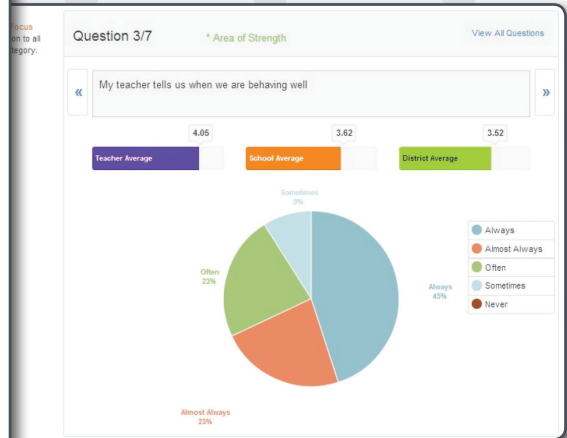 ocus
on to all
tegory.
Question 3/7
* Area of Strength
View All Questions
«
My teacher tells us when we are behaving well
»
4.05
3.62
3.52
Teacher Average
School Average
District Average
Sometimes
9%
Often
23%
Always
45%
Almost Always
23%
Always
Almost Always
Often
Sometimes
Never